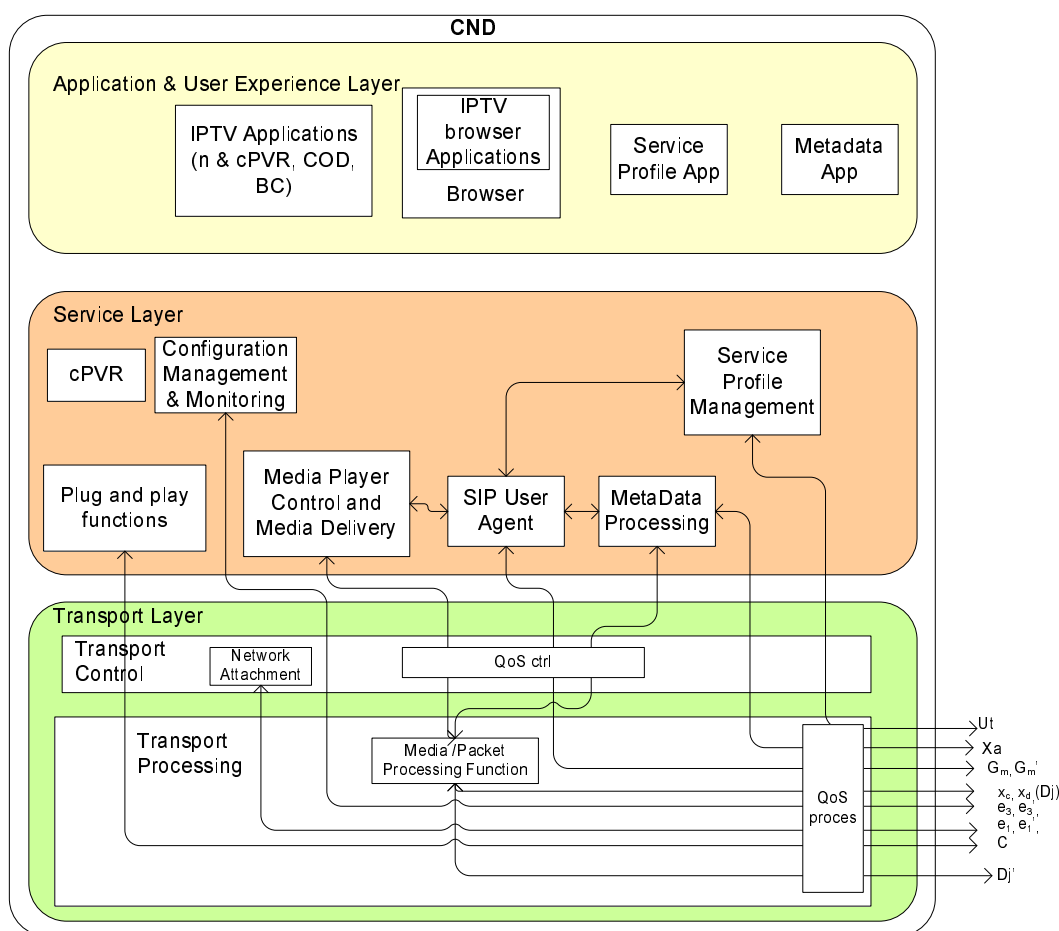 CND
Application & User Experience Layer
IPTV Applications
(n & cPVR, COD,
BC)
IPTV
browser
Applications
Browser
Service
Profile App
Metadata
App
Service Layer
cPVR
Configuration
Management
& Monitoring
Service
Profile
Management
Plug and play
functions
Media Player
Control and
Media Delivery
SIP User
Agent
MetaData
Processing
Transport Layer
Transport
Control
Network
Attachment
QoS ctrl
Transport
Processing
Media /Packet
Processing Function
QoS
proces
Ut
Xa
Gm, Gm'
xc, xd (Dj)
e3, e3',
e1, e1',
C
Dj'